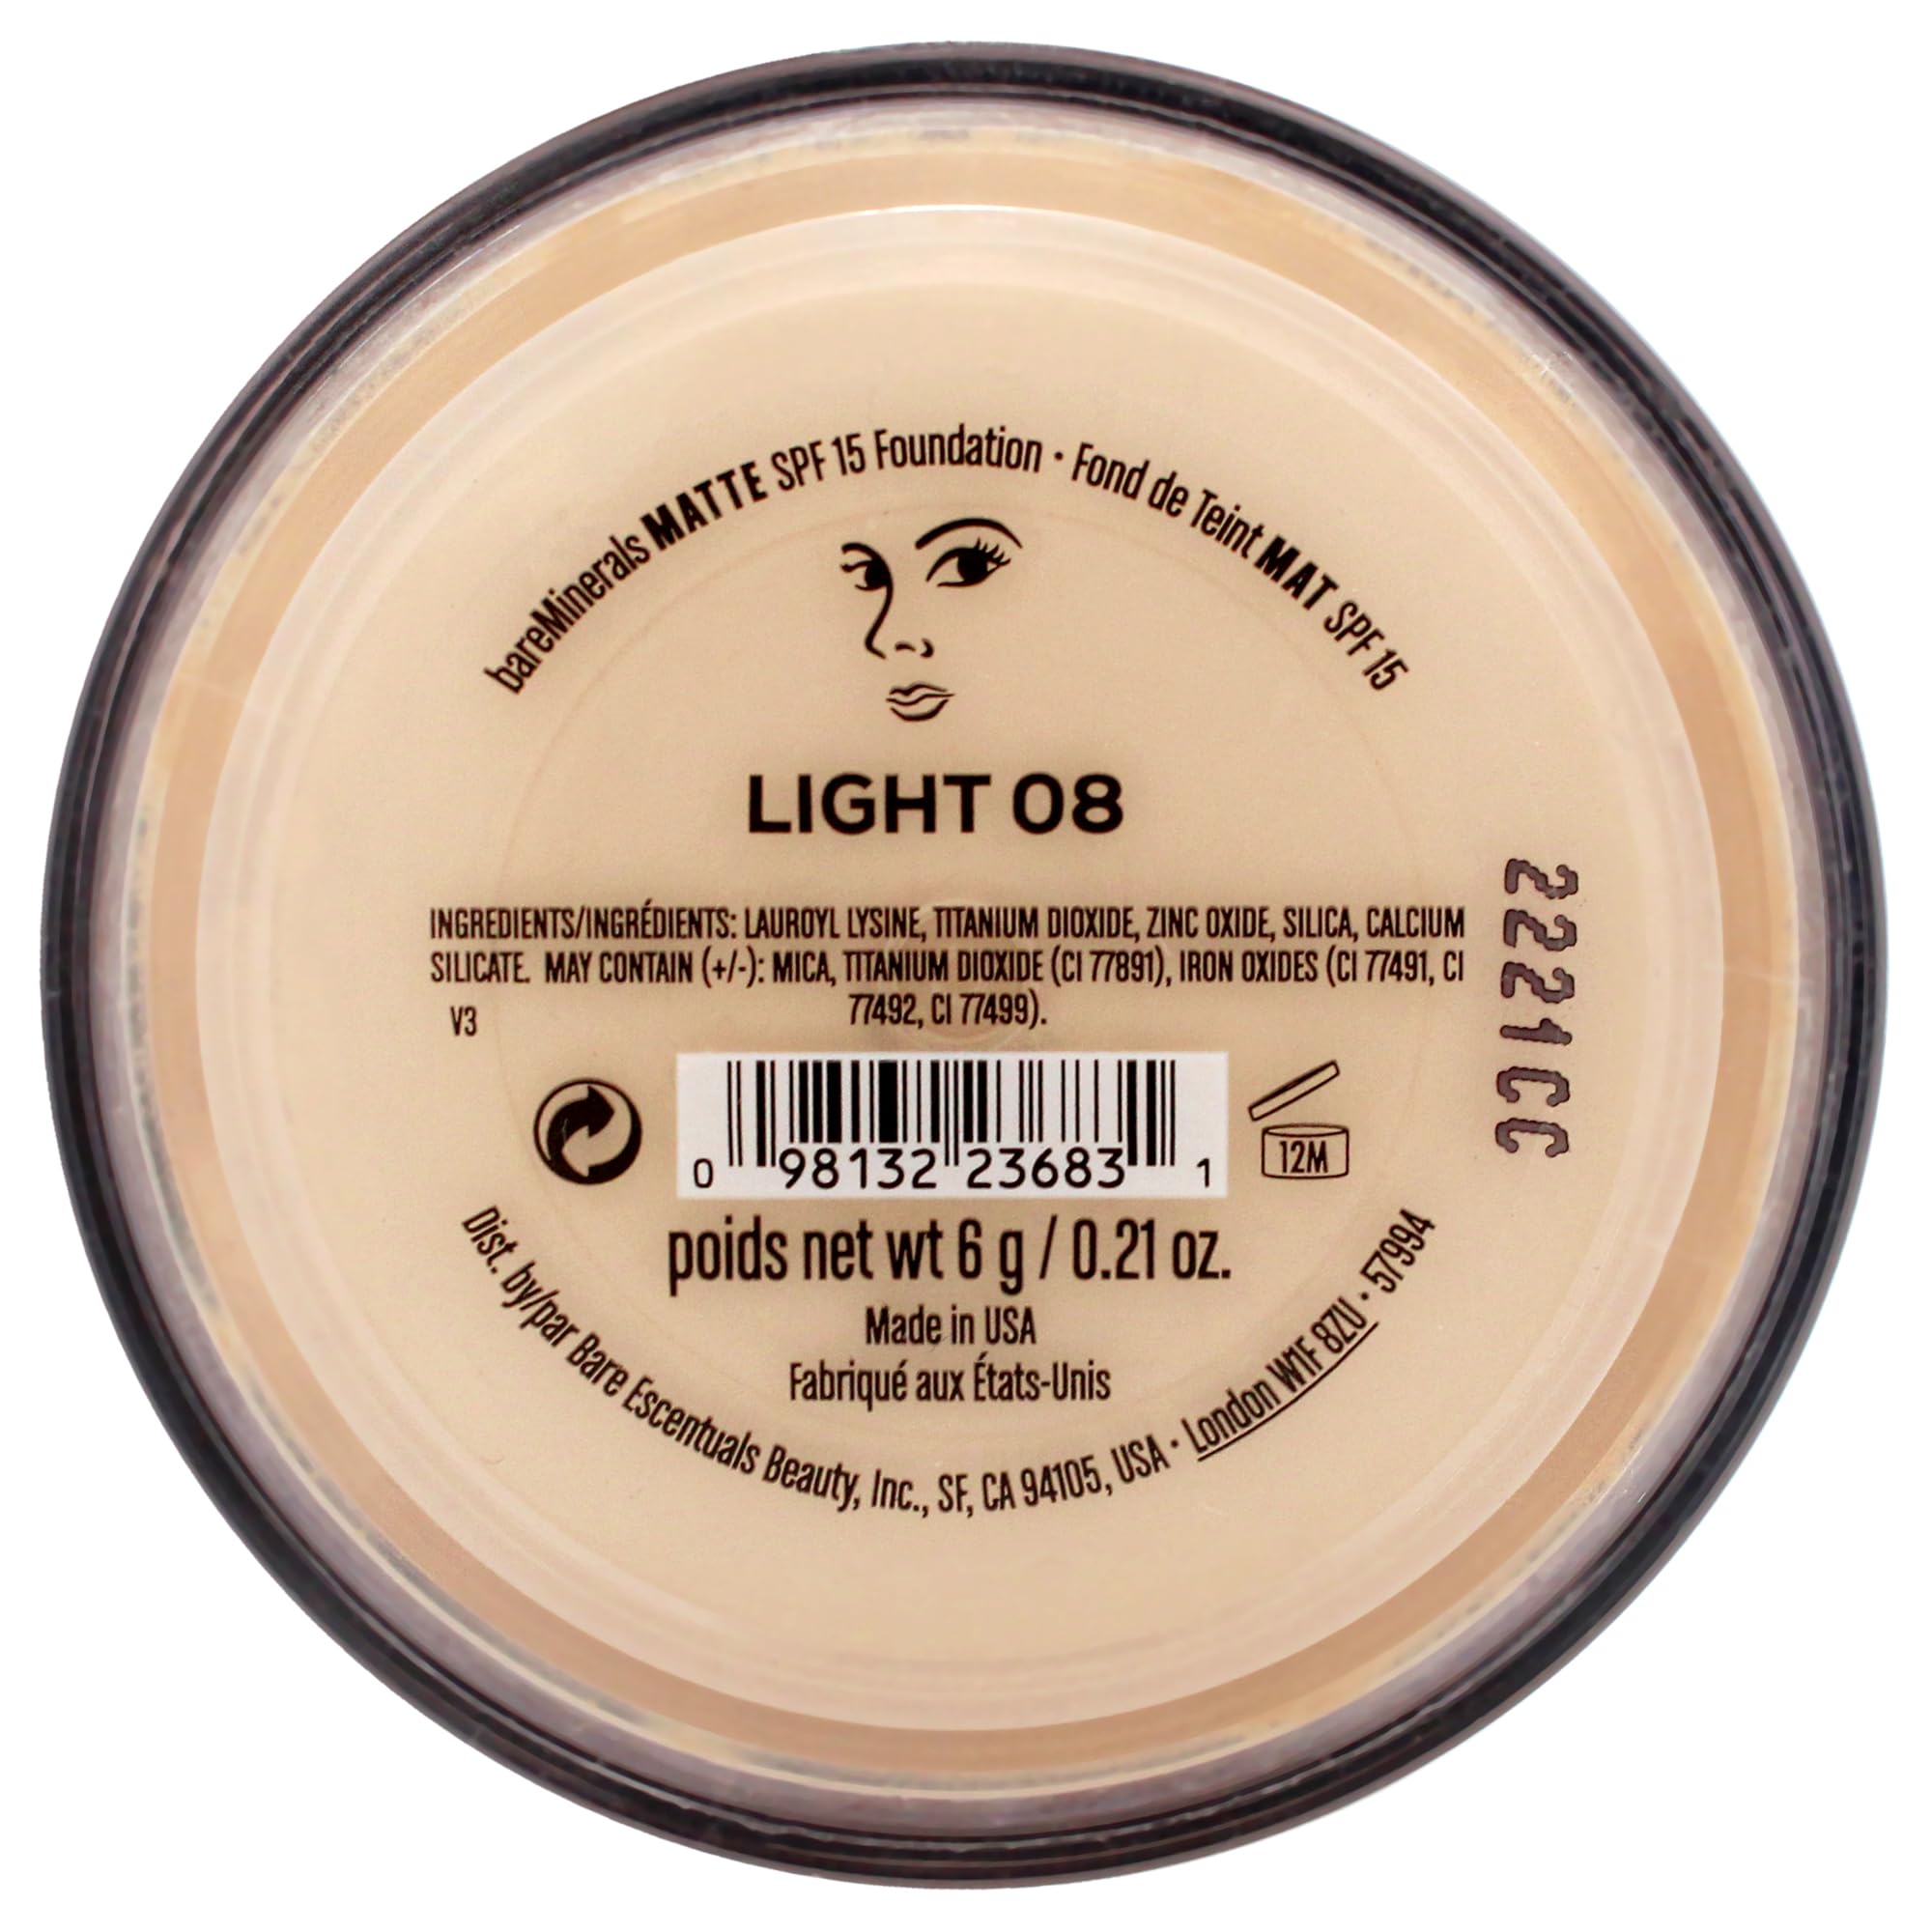 bareMinerals MATTE SPF 15 Foundation · Fond de Teint MAT SPF 15
LIGHT 08
INGREDIENTS/INGRÉDIENTS: LAUROYL LYSINE, TITANIUM DIOXIDE, ZINC OXIDE, SILICA, CALCIUM
SILICATE. MAY CONTAIN (+/-): MICA, TITANIUM DIOXIDE (CI 77891), IRON OXIDES (CI 77491, CI
77492, CI 77499).
V3
2221CC
0 98132 23683 1
12M
poids net wt 6 g / 0.21 oz.
Made in USA
Fabriqué aux États-Unis
Dist. by/par Bare Escentuals Beauty, Inc., SF, CA 94105, USA · London W1F 8ZU · 57994